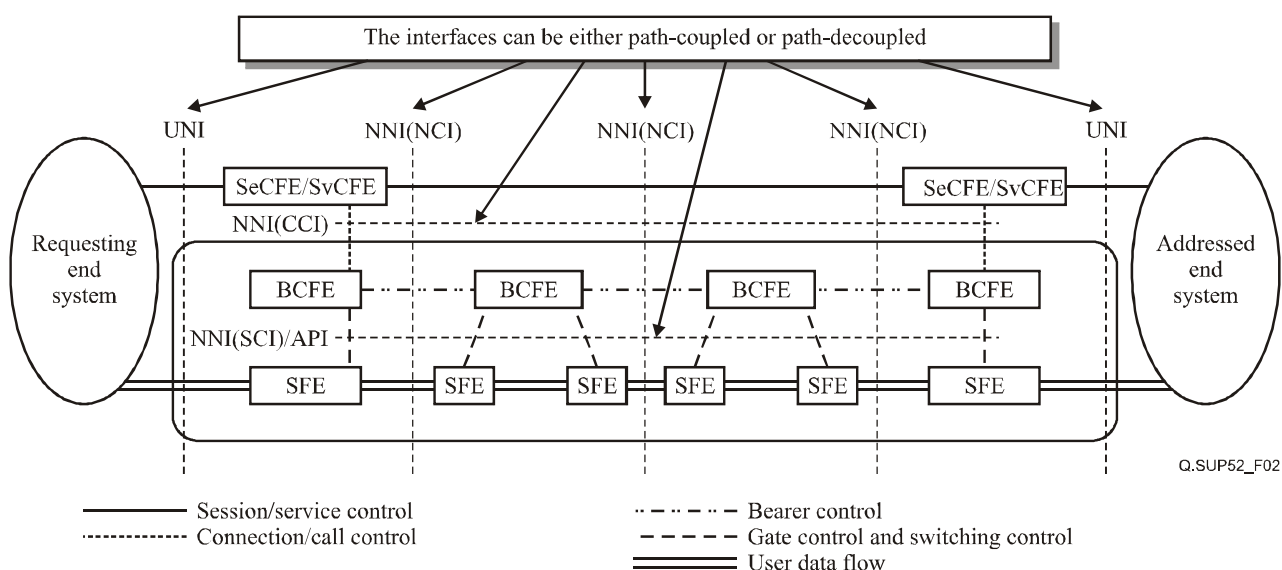 The interfaces can be either path-coupled or path-decoupled
UNI
NNI(NCI)
NNI(NCI)
NNI(NCI)
UNI
SeCFE/SvCFE
SeCFE/SvCFE
NNI(CCI)
Requesting
end
system
Addressed
end
system
BCFE
BCFE
BCFE
BCFE
NNI(SCI)/API
SFE
SFE
SFE
SFE
SFE
SFE
Q.SUP52_F02
Session/service control
Connection/call control
Bearer control
Gate control and switching control
User data flow